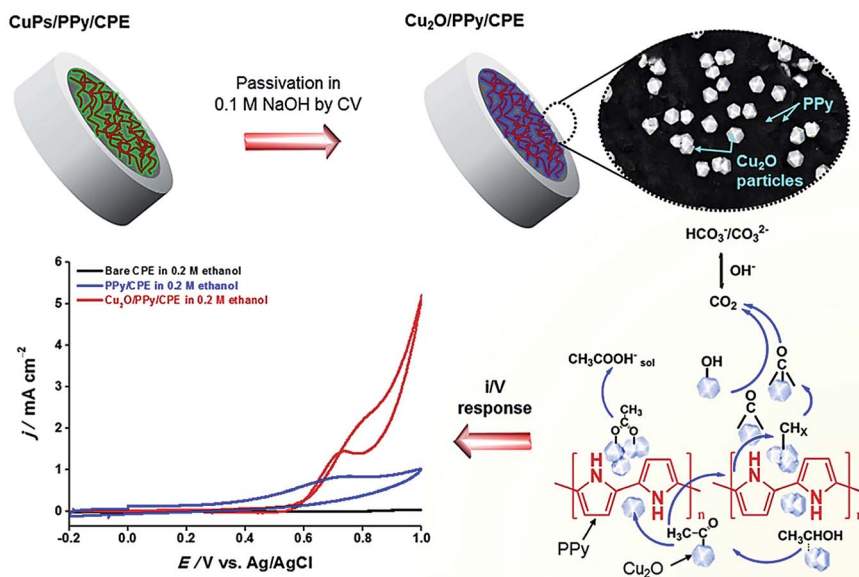 CuPs/PPy/CPE
Cu₂O/PPy/CPE
Passivation in
0.1 M NaOH by CV
PPy
Cu₂O
particles
Bare CPE in 0.2 M ethanol
PPy/CPE in 0.2 M ethanol
Cu₂O/PPy/CPE in 0.2 M ethanol
6
5
4
3
2
1
0
j / mA cm⁻²
-0.2
0.0
0.2
0.4
0.6
0.8
1.0
E /V vs. Ag/AgCl
i/V
response
HCO₃⁻/CO₃²⁻
OH⁻
CO₂
O
C
OH
CH₃COOH⁻ sol
O
C
CHx
CH₃
C
O O
H
N
N
H
n
H
N
N
H
n
H₃C-C
O
PPy
Cu₂O
CH₃CHOH